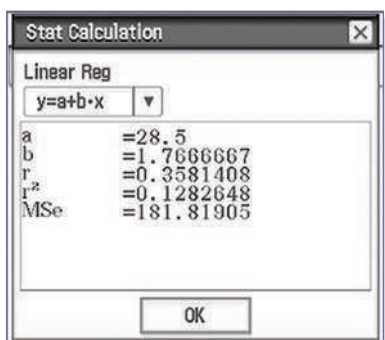 Stat Calculation
Linear Reg
y=a+b·x
a =28.5
b =1.7666667
r =0.3581408
r² =0.1282648
MSe =181.81905
OK